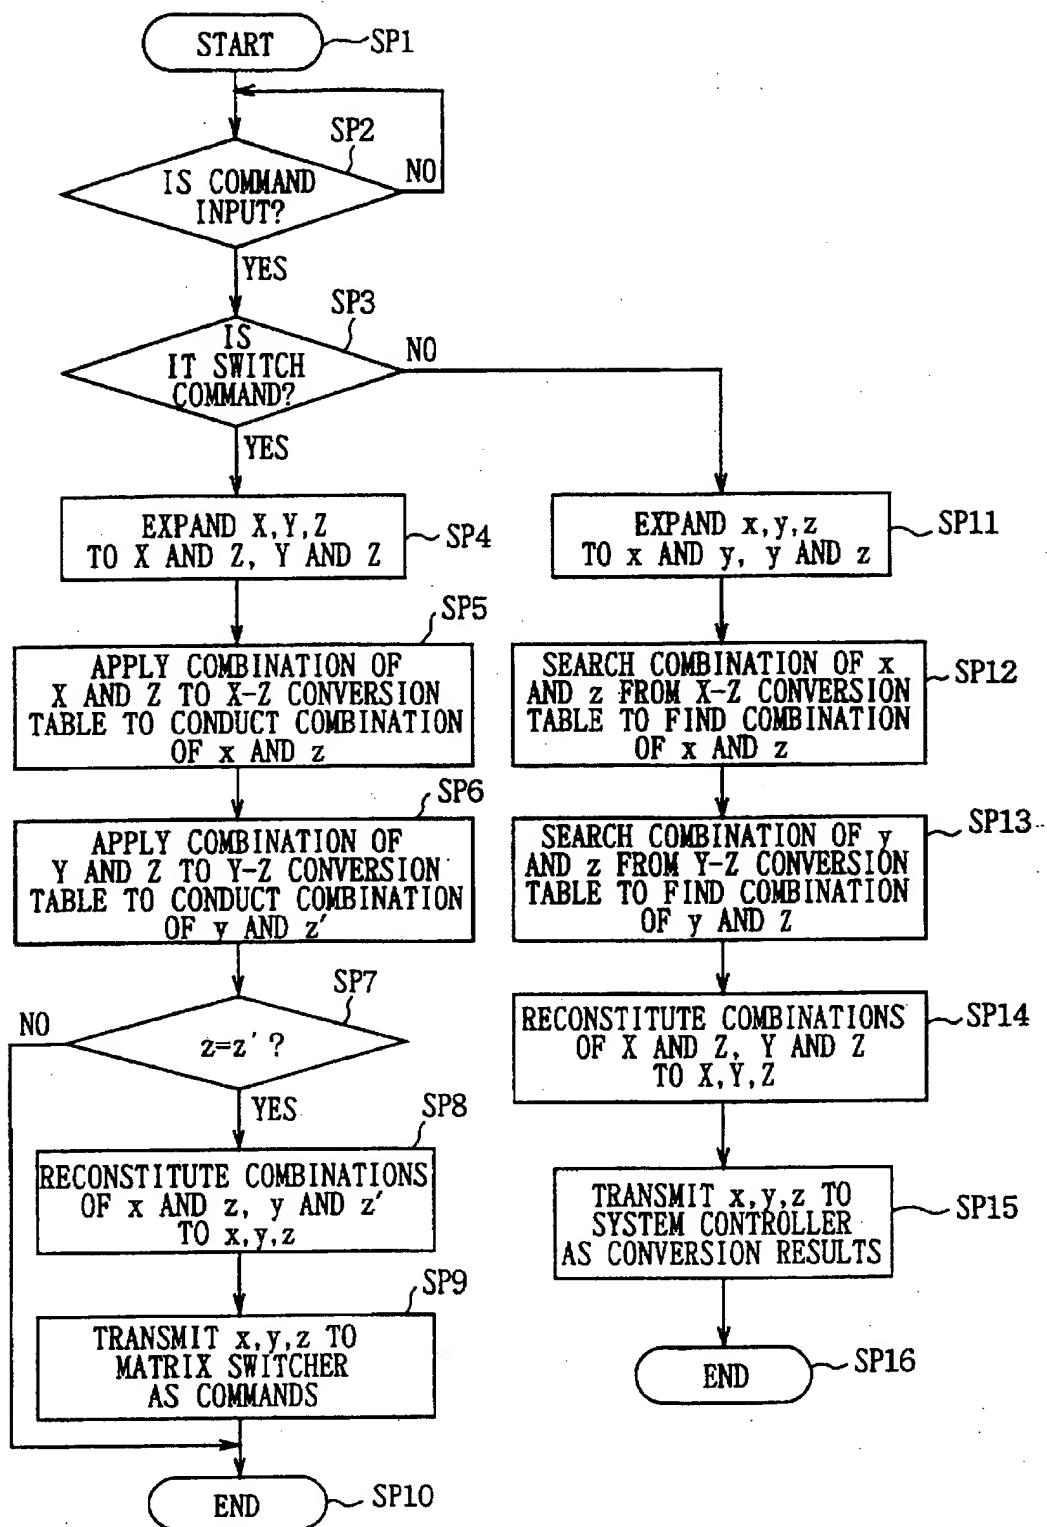 START
SP1
SP2
NO
IS COMMAND
INPUT?
YES
SP3
NO
IS
IT SWITCH
COMMAND?
YES
EXPAND X,Y,Z
TO X AND Z, Y AND Z
SP4
SP5
APPLY COMBINATION OF
X AND Z TO X-Z CONVERSION
TABLE TO CONDUCT COMBINATION
OF x AND z
SP6
APPLY COMBINATION OF
Y AND Z TO Y-Z CONVERSION
TABLE TO CONDUCT COMBINATION
OF y AND z'
SP7
NO
z=z' ?
YES
SP8
RECONSTITUTE COMBINATIONS
OF x AND z, y AND z'
TO x,y,z
SP9
TRANSMIT x,y,z TO
MATRIX SWITCHER
AS COMMANDS
END
SP10
EXPAND x,y,z
TO x AND y, y AND z
SP11
SEARCH COMBINATION OF x
AND z FROM X-Z CONVERSION
TABLE TO FIND COMBINATION
OF x AND z
SP12
SEARCH COMBINATION OF y
AND z FROM Y-Z CONVERSION
TABLE TO FIND COMBINATION
OF y AND Z
SP13
RECONSTITUTE COMBINATIONS
OF X AND Z, Y AND Z
TO X,Y,Z
SP14
TRANSMIT x,y,z TO
SYSTEM CONTROLLER
AS CONVERSION RESULTS
SP15
END
SP16